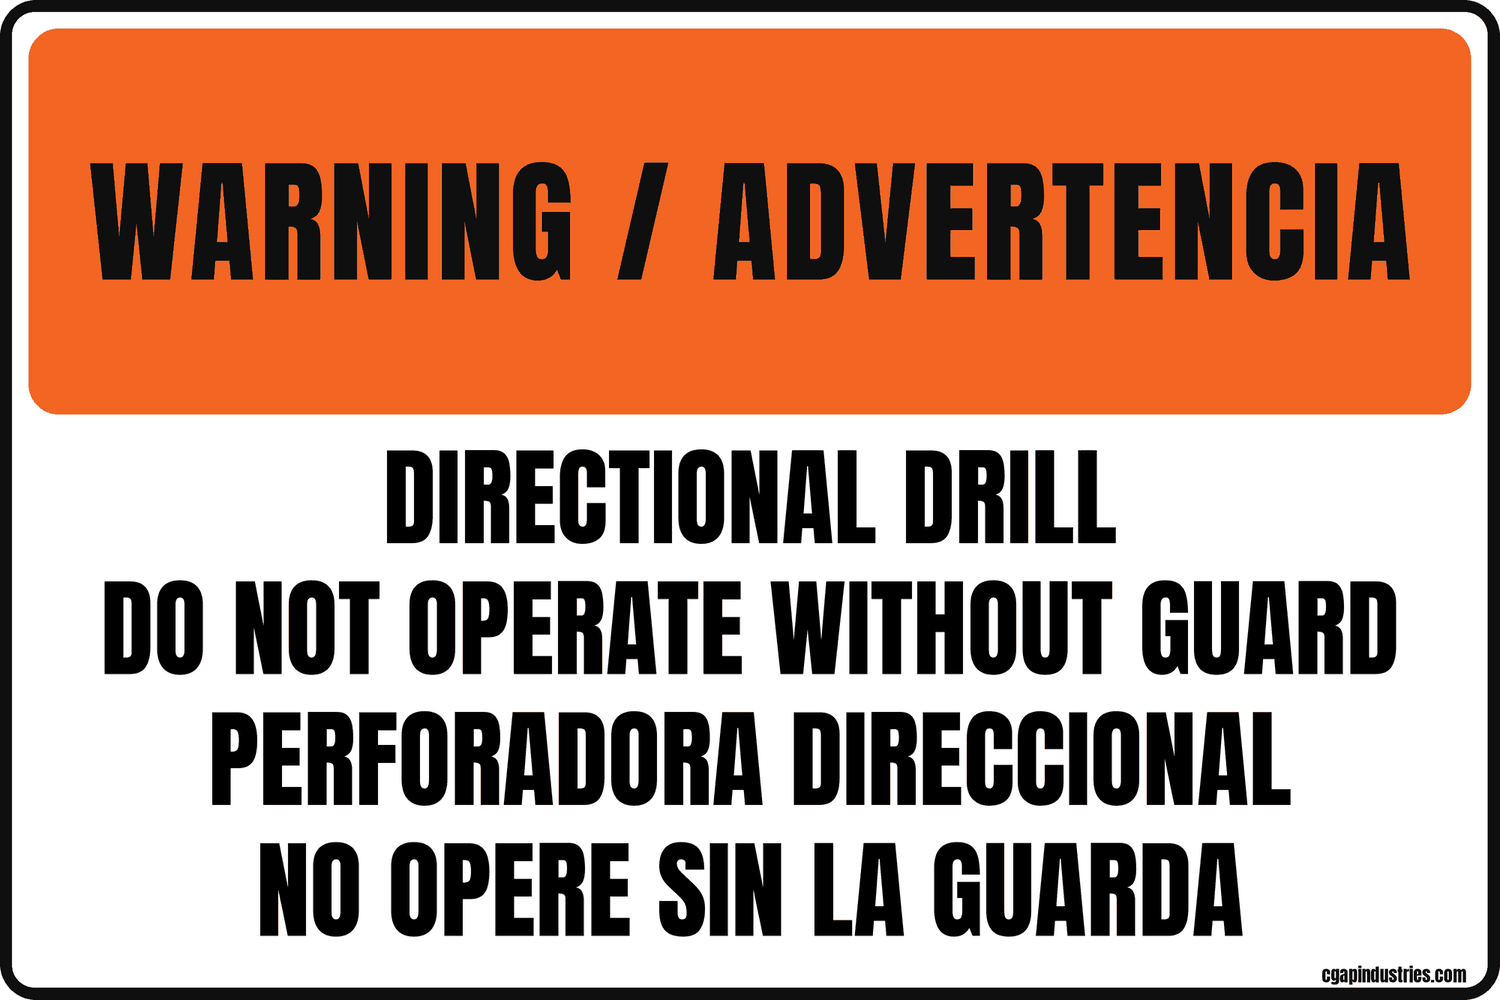 WARNING / ADVERTENCIA
DIRECTIONAL DRILL
DO NOT OPERATE WITHOUT GUARD
PERFORADORA DIRECCIONAL
NO OPERE SIN LA GUARDA
cgapindustries.com